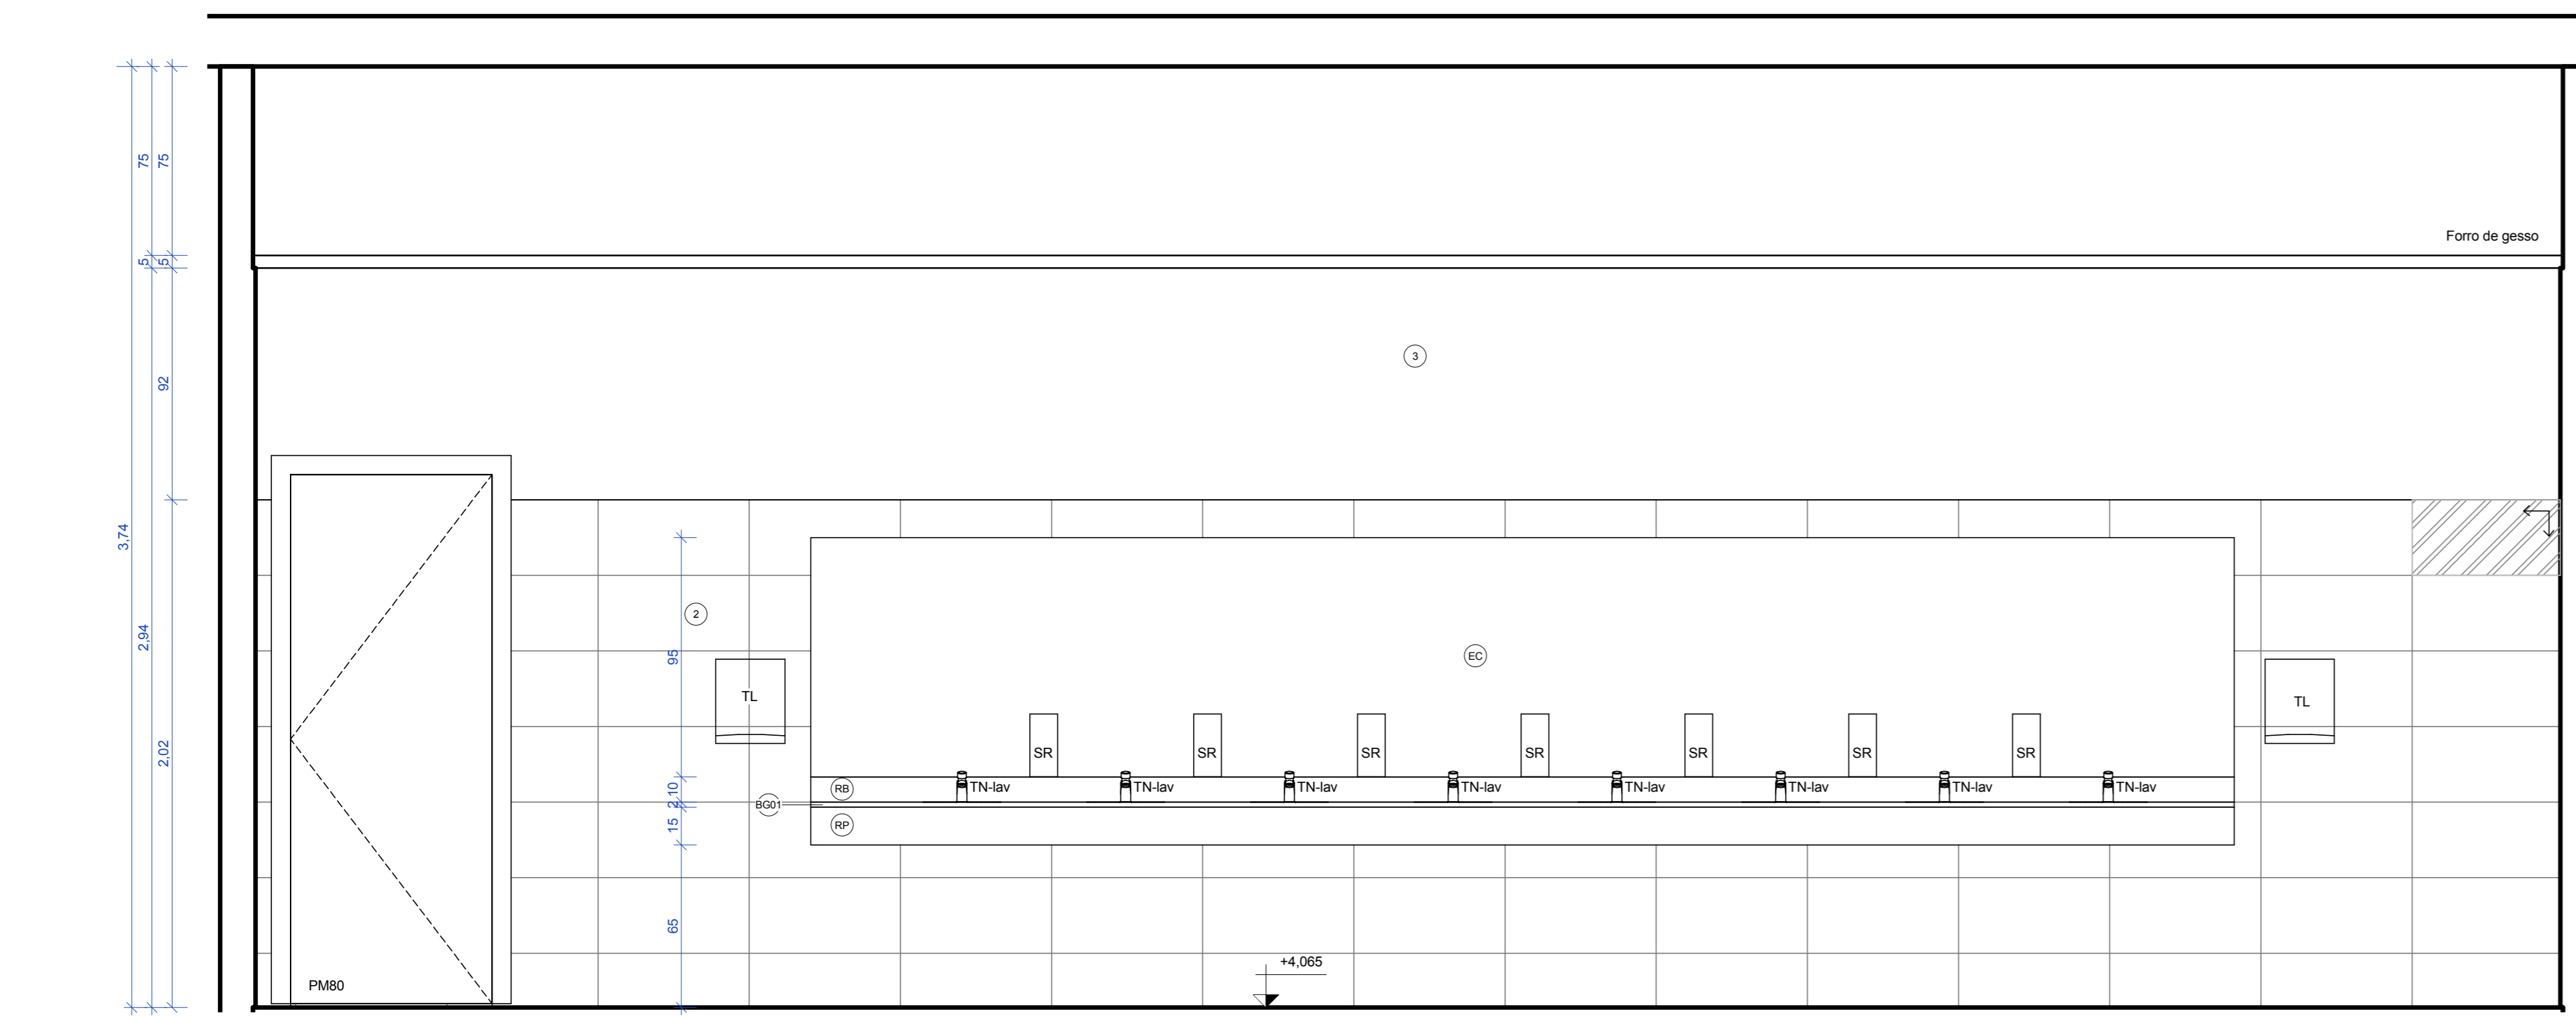 75
75
Forro de gesso
5
5
3
92
3,74
2
2,94
95
EC
TL
TL
2,02
SR
SR
SR
SR
SR
SR
SR
10
RB
TN-lav
TN-lav
TN-lav
TN-lav
TN-lav
TN-lav
TN-lav
TN-lav
2
BG01
15
RP
65
+4,065
PM80